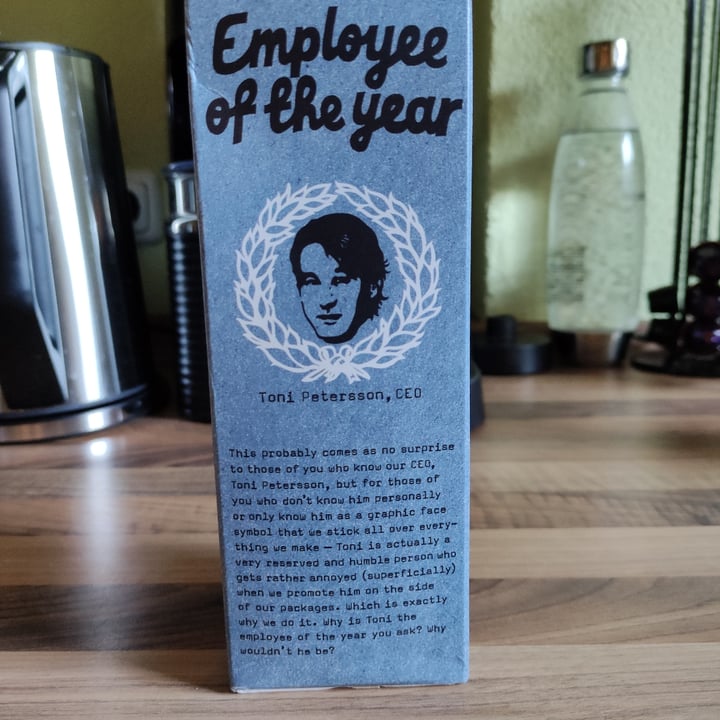 Employee
of the year
Toni Petersson, CEO
This probably comes as no surprise
to those of you who know our CEO,
Toni Petersson, but for those of
you who don't know him personally
or only know him as a graphic face
symbol that we stick all over every-
thing we make – Toni is actually a
very reserved and humble person who
gets rather annoyed (superficially)
when we promote him on the side
of our packages. Which is exactly
why we do it. Why is Toni the
employee of the year you ask? Why
wouldn't he be?